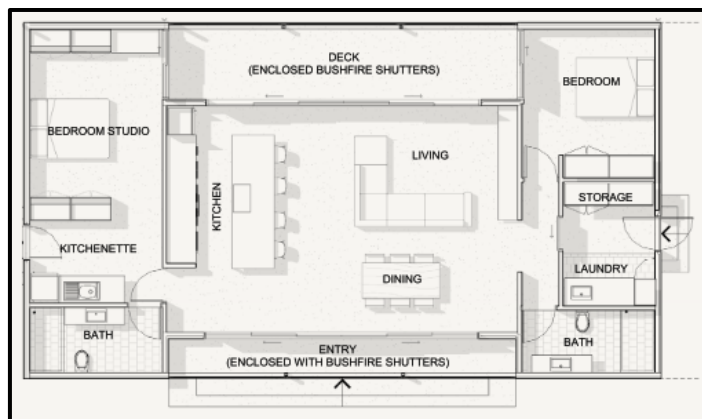 DECK
(ENCLOSED BUSHFIRE SHUTTERS)
BEDROOM
BEDROOM STUDIO
LIVING
KITCHEN
STORAGE
KITCHENETTE
LAUNDRY
DINING
BATH
BATH
ENTRY
(ENCLOSED WITH BUSHFIRE SHUTTERS)